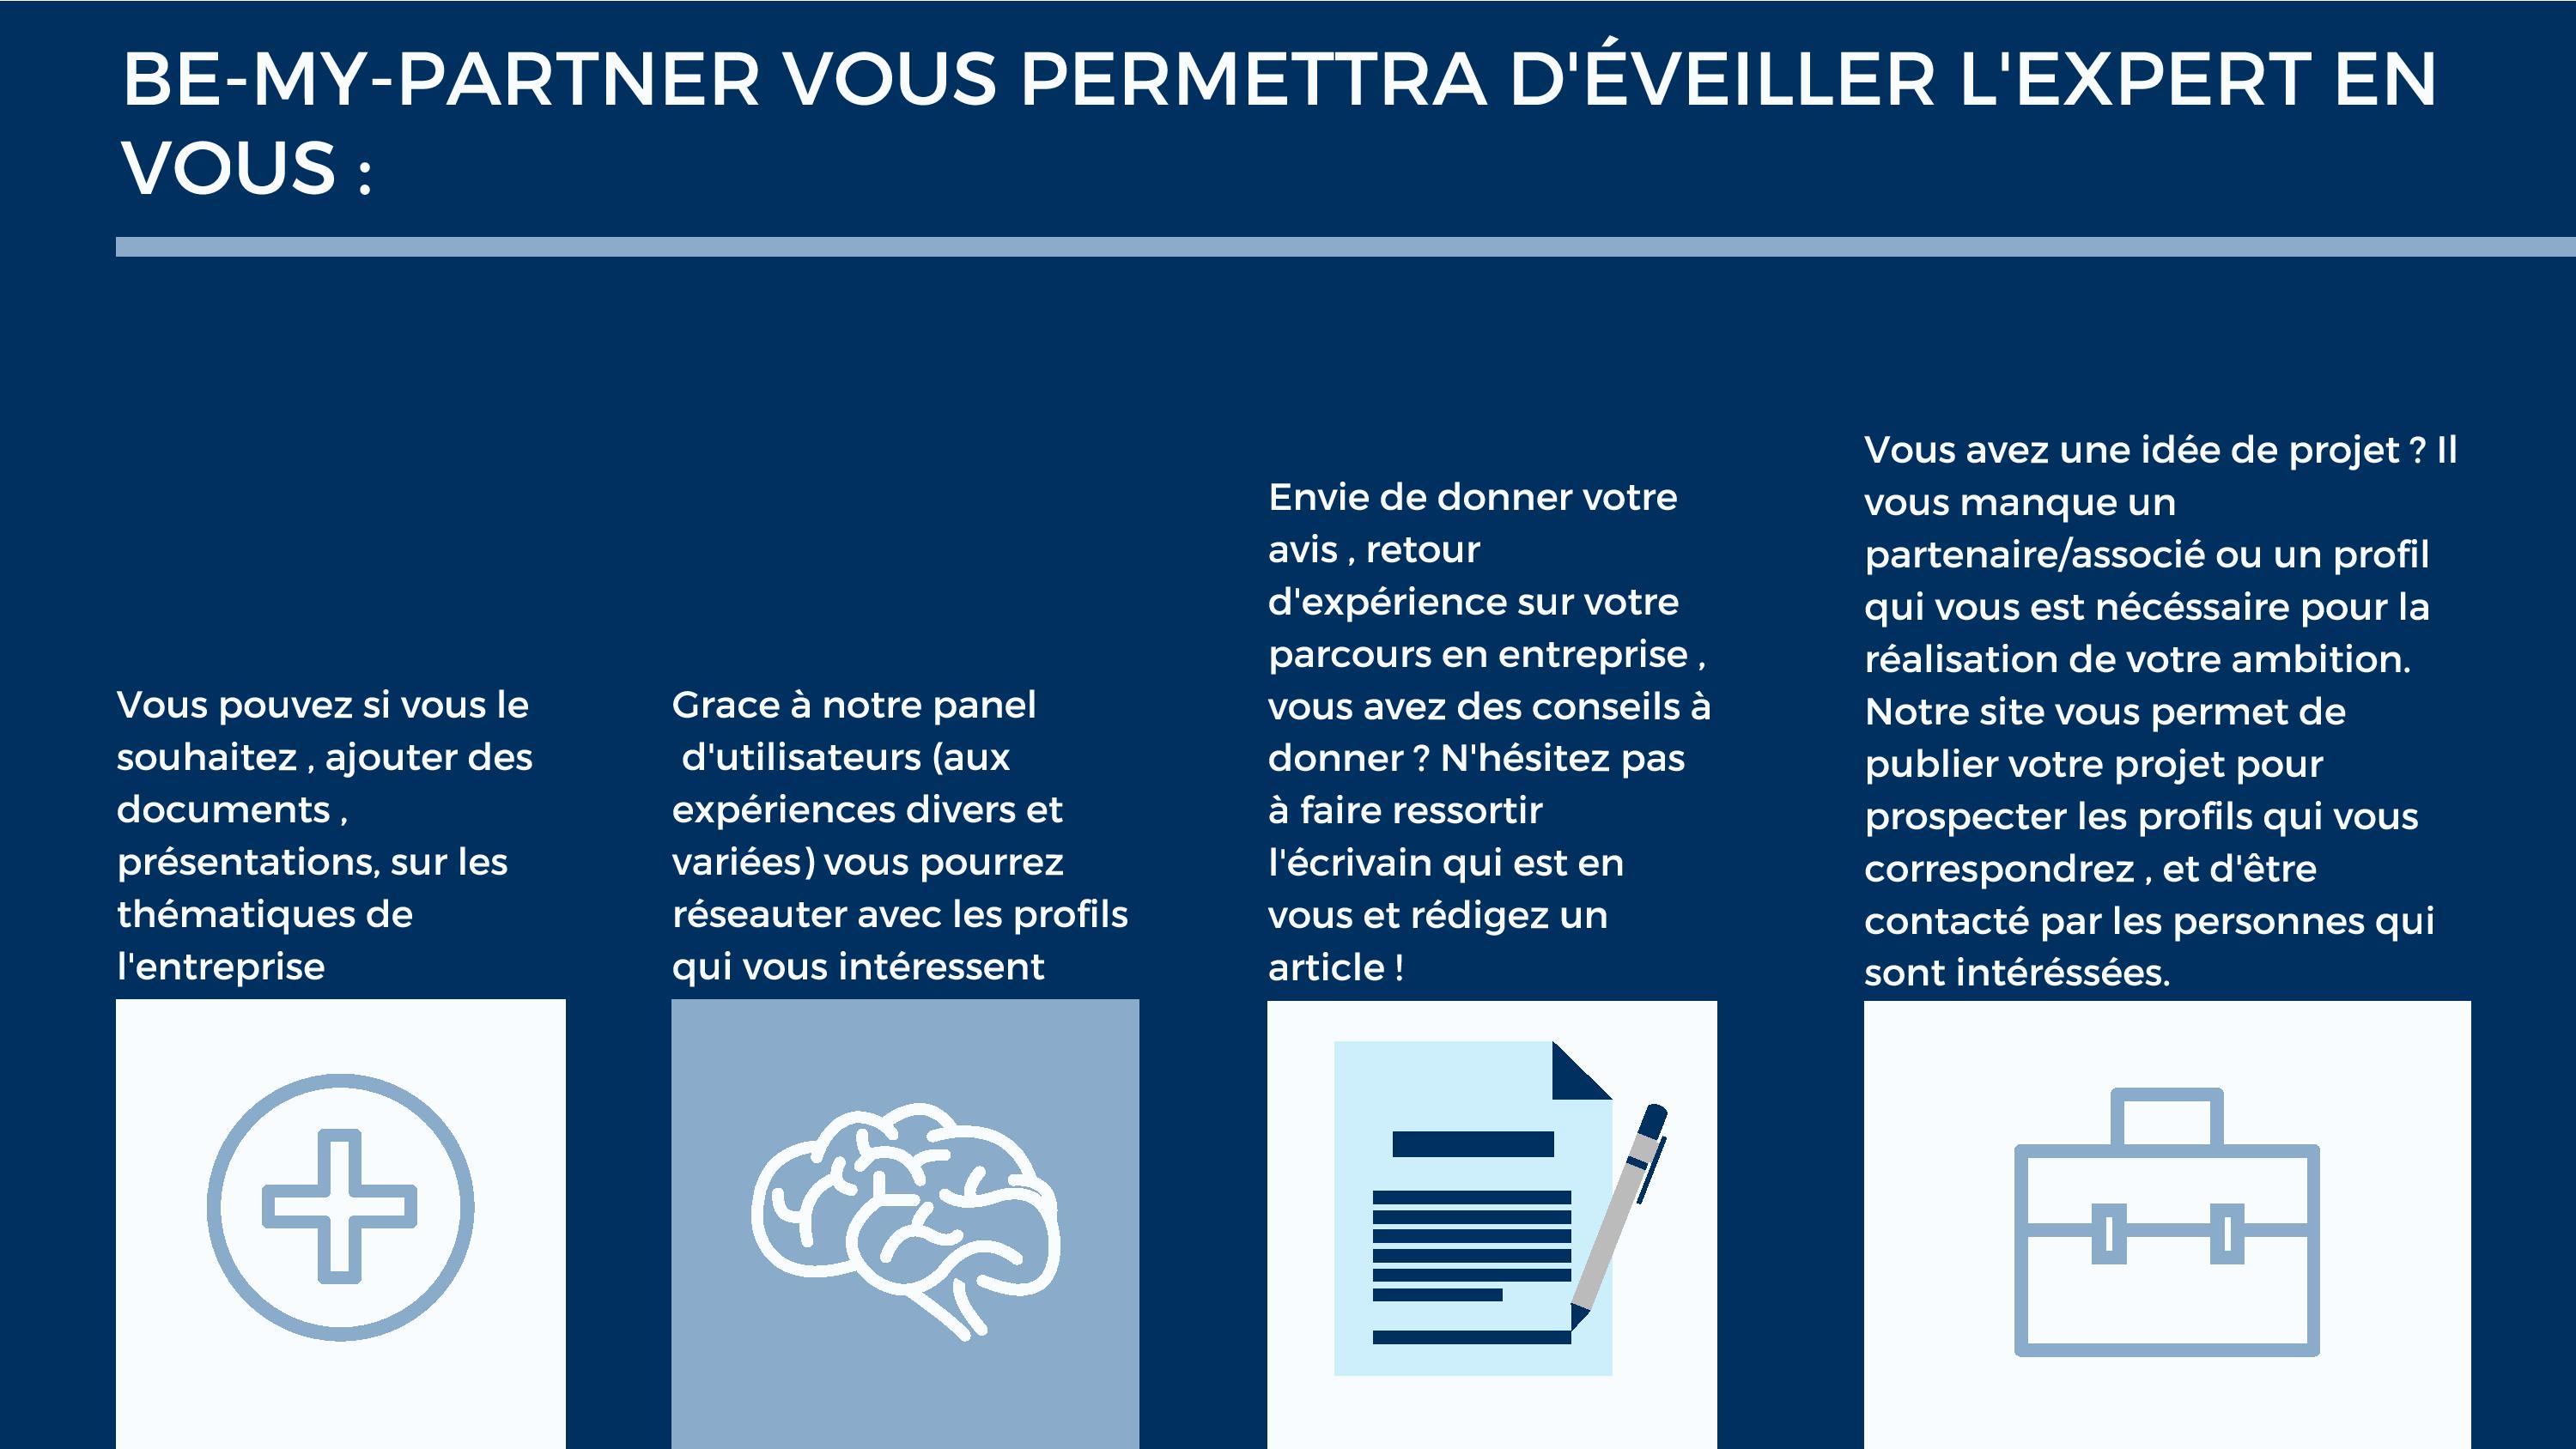 BE-MY-PARTNER VOUS PERMETTRA D'ÉVEILLER L'EXPERT EN
VOUS :
Vous pouvez si vous le
souhaitez , ajouter des
documents ,
présentations, sur les
thématiques de
l'entreprise
Grace à notre panel
d'utilisateurs (aux
expériences divers et
variées) vous pourrez
réseauter avec les profils
qui vous intéressent
Envie de donner votre
avis , retour
d'expérience sur votre
parcours en entreprise ,
vous avez des conseils à
donner ? N'hésitez pas
à faire ressortir
l'écrivain qui est en
vous et rédigez un
article !
Vous avez une idée de projet ? Il
vous manque un
partenaire/associé ou un profil
qui vous est nécéssaire pour la
réalisation de votre ambition.
Notre site vous permet de
publier votre projet pour
prospecter les profils qui vous
correspondrez , et d'être
contacté par les personnes qui
sont intéréssées.